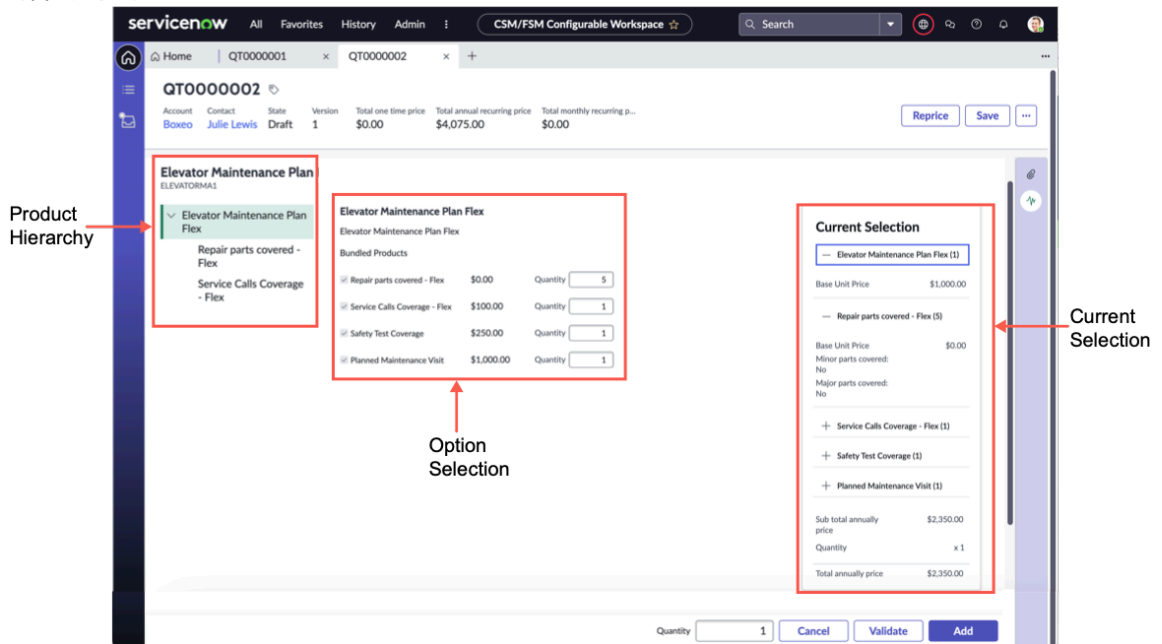 servicenow All Favorites History Admin CSM/FSM Configurable Workspace Search
Home QT0000001 × QT0000002 × +
QT0000002
Account Contact State Version Total one time price Total annual recurring price Total monthly recurring p...
Boxeo Julie Lewis Draft 1 $0.00 $4,075.00 $0.00
Reprice Save ...
Elevator Maintenance Plan
ELEVATORMA1
Elevator Maintenance Plan
Flex
Repair parts covered -
Flex
Service Calls Coverage
- Flex
Product
Hierarchy
Elevator Maintenance Plan Flex
Elevator Maintenance Plan Flex
Bundled Products
Repair parts covered - Flex $0.00 Quantity 5
Service Calls Coverage - Flex $100.00 Quantity 1
Safety Test Coverage $250.00 Quantity 1
Planned Maintenance Visit $1,000.00 Quantity 1
Option
Selection
Current Selection
— Elevator Maintenance Plan Flex (1)
Base Unit Price $1,000.00
— Repair parts covered - Flex (5)
Base Unit Price $0.00
Minor parts covered:
No
Major parts covered:
No
+ Service Calls Coverage - Flex (1)
+ Safety Test Coverage (1)
+ Planned Maintenance Visit (1)
Sub total annually $2,350.00
price
Quantity x 1
Total annually price $2,350.00
Current
Selection
Quantity 1 Cancel Validate Add